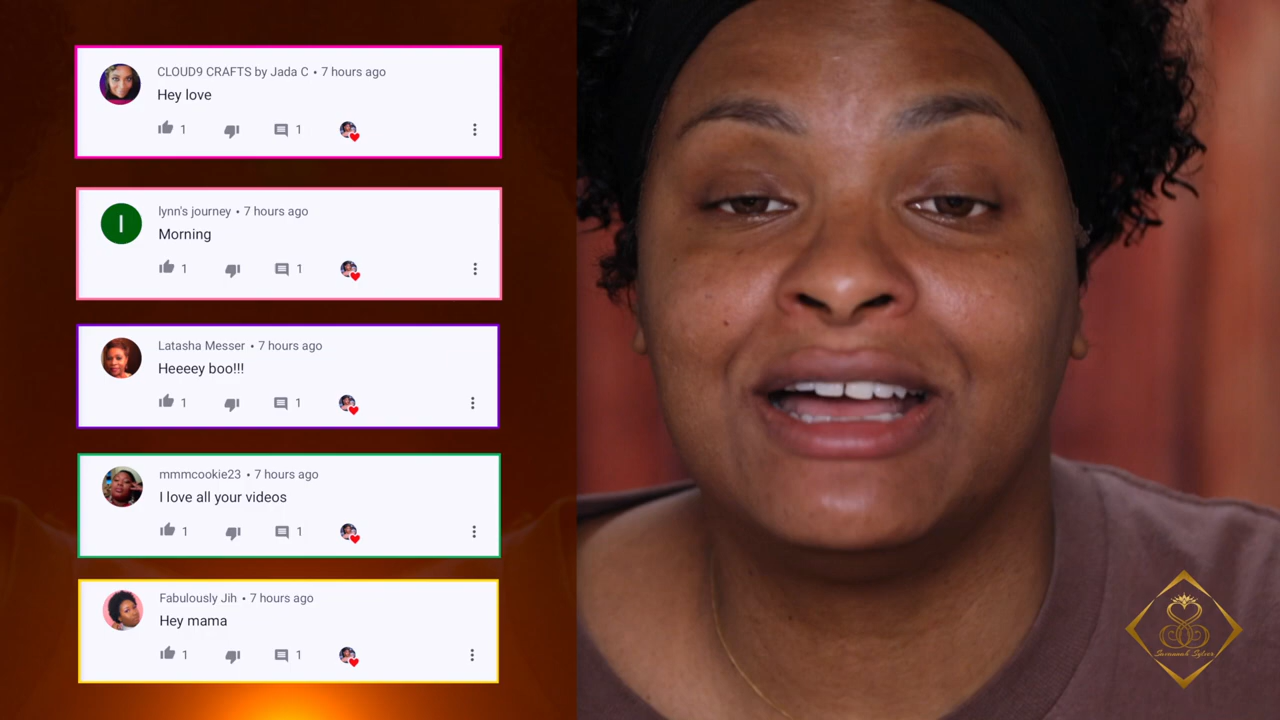 CLOUD9 CRAFTS by Jada C • 7 hours ago
Hey love
1 1
lynn's journey • 7 hours ago
Morning
1 1
I
Latasha Messer • 7 hours ago
Heeeey boo!!!
1 1
mmmcookie23 • 7 hours ago
I love all your videos
1 1
Fabulously Jih • 7 hours ago
Hey mama
1 1
Savannah Sylver